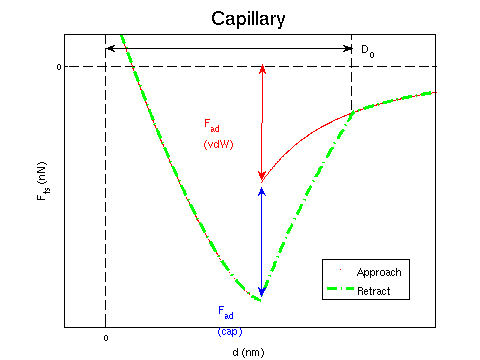 Capillary
D0
0
Fad
(vdW)
Fts (nN)
Approach
Retract
Fad
(cap)
0
d (nm)